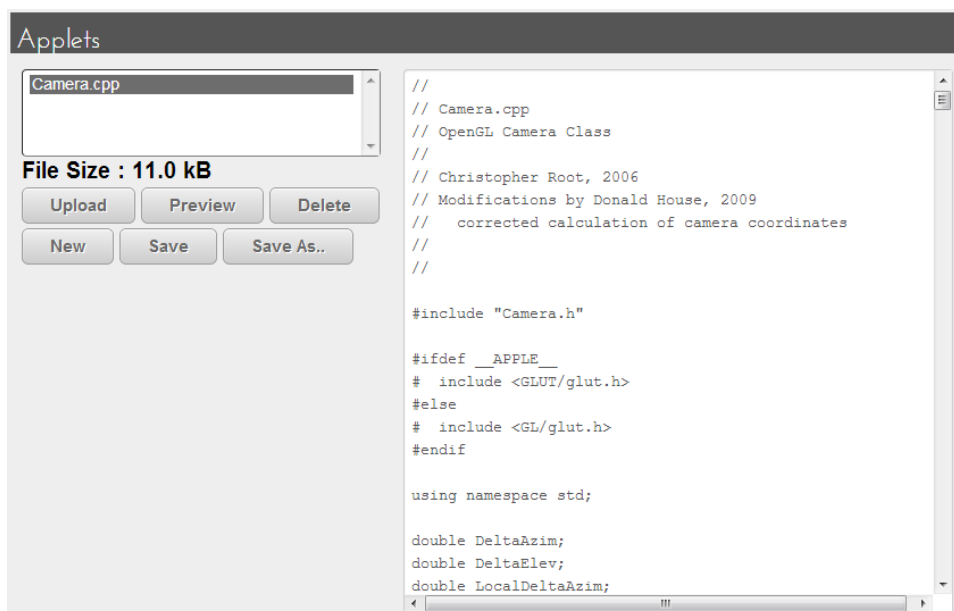 Applets
Camera.cpp
File Size : 11.0 kB
Upload Preview Delete
New Save Save As..
//
// Camera.cpp
// OpenGL Camera Class
//
// Christopher Root, 2006
// Modifications by Donald House, 2009
//   corrected calculation of camera coordinates
//
//
#include "Camera.h"
#ifdef __APPLE__
#  include <GLUT/glut.h>
#else
#  include <GL/glut.h>
#endif
using namespace std;
double DeltaAzim;
double DeltaElev;
double LocalDeltaAzim;